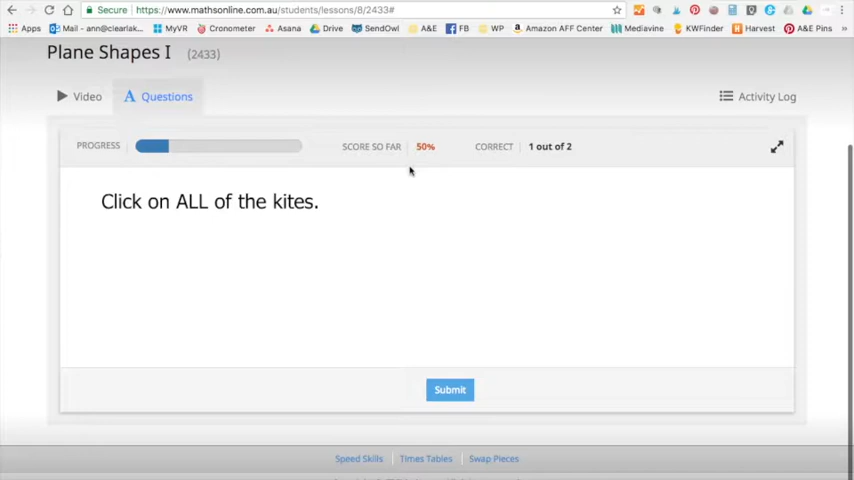 Secure https://www.mathsonline.com.au/students/lessons/8/2433#
Apps Mail - ann@clearlak... MyVR Cronometer Asana Drive SendOwl A&E FB WP Amazon AFF Center Mediavine KWFinder Harvest A&E Pins »
Plane Shapes I (2433)
Video A Questions Activity Log
PROGRESS SCORE SO FAR 50% CORRECT 1 out of 2
Click on ALL of the kites.
Submit
Speed Skills Times Tables Swap Pieces